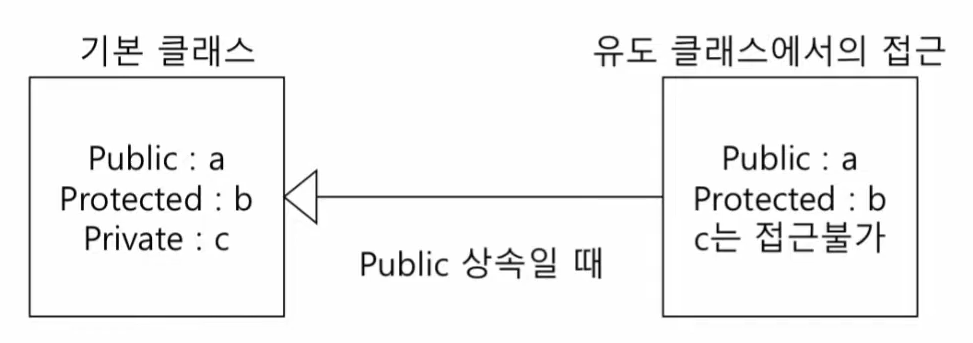 기본 클래스
Public : a
Protected : b
Private : c
Public 상속일 때
유도 클래스에서의 접근
Public : a
Protected : b
c는 접근불가